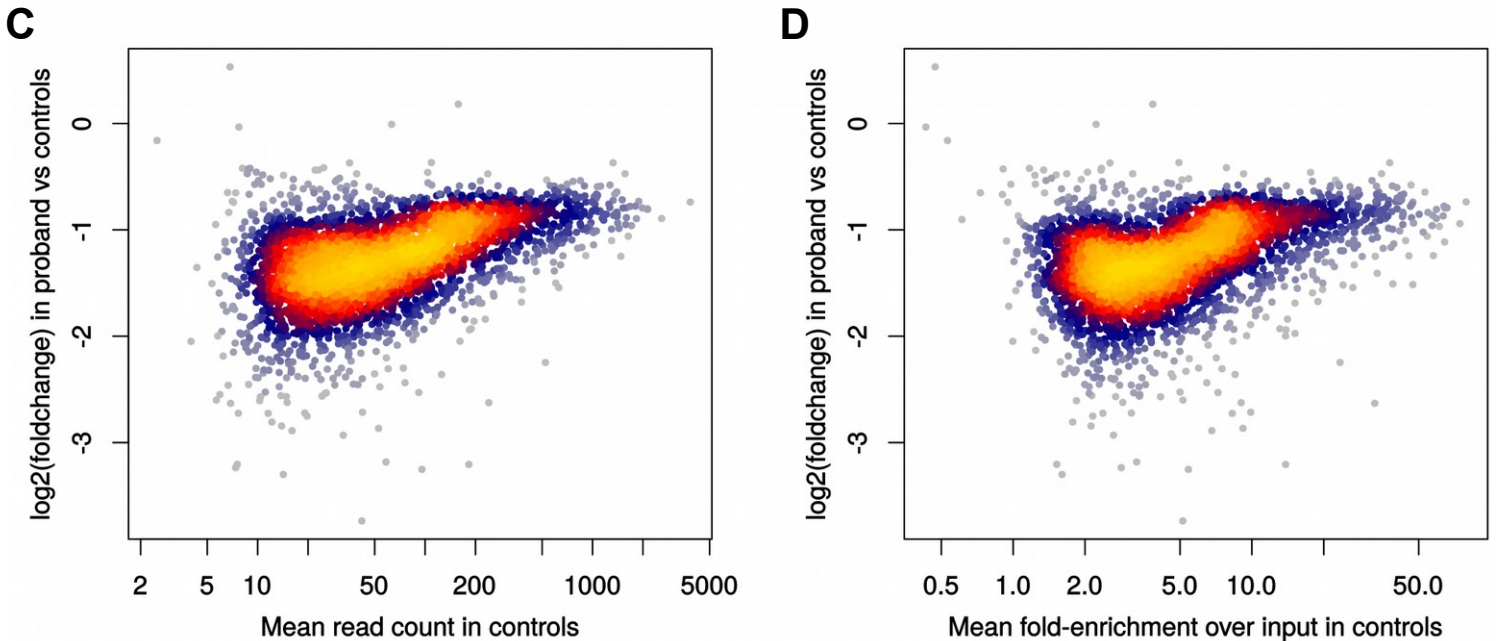 C
log2(foldchange) in proband vs controls
0
-1
-2
-3
2 5 10 50 200 1000 5000
Mean read count in controls
D
log2(foldchange) in proband vs controls
0
-1
-2
-3
0.5 1.0 2.0 5.0 10.0 50.0
Mean fold-enrichment over input in controls